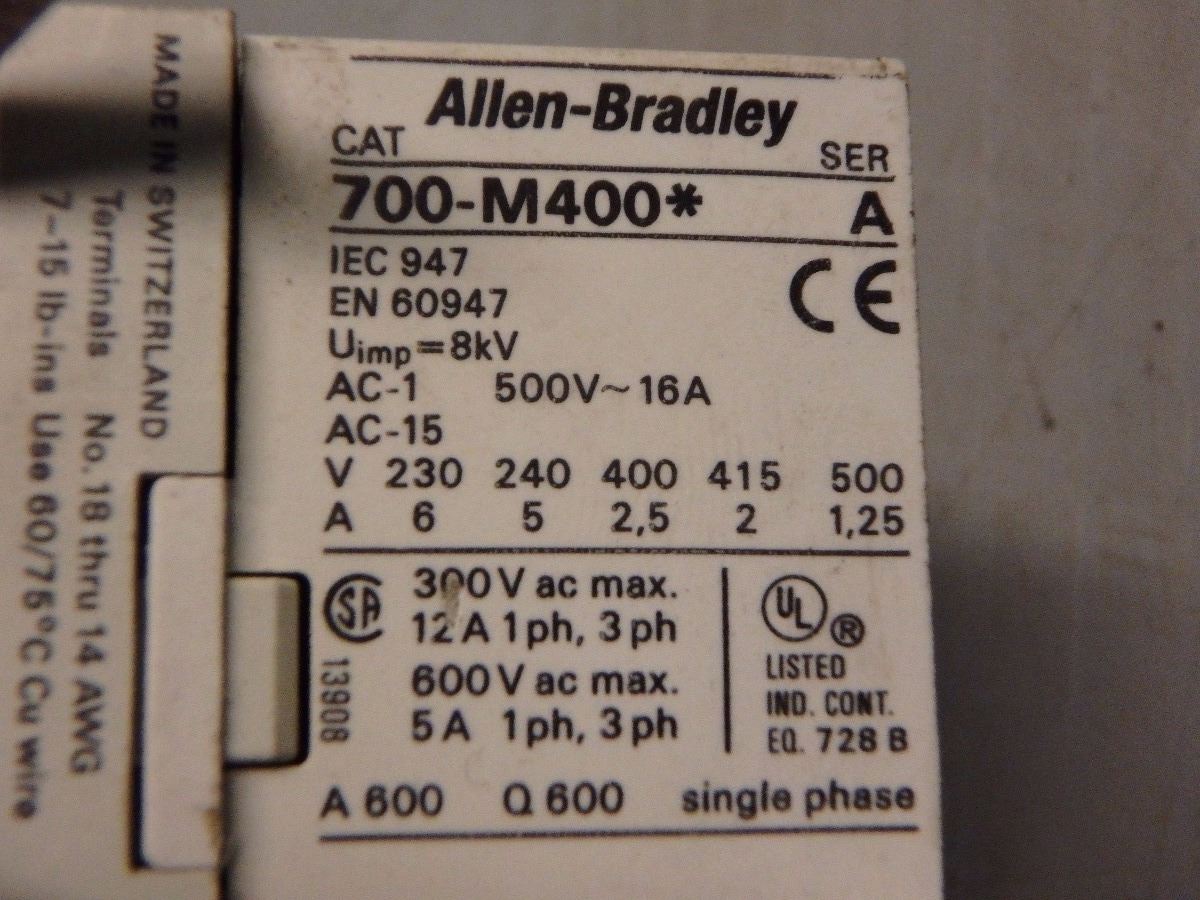 MADE IN SWITZERLAND
Terminals No. 18 thru 14 AWG
7-15 lb-ins Use 60/75°C Cu wire
Allen-Bradley
CAT SER
700-M400* A
IEC 947
EN 60947
CE
Uimp=8kV
AC-1 500V~16A
AC-15
V 230 240 400 415 500
A 6 5 2,5 2 1,25
SA 300V ac max.
12A 1ph, 3ph
600V ac max.
5A 1ph, 3ph
13908
UL ®
LISTED
IND. CONT.
EQ. 728 B
A 600 Q 600 single phase